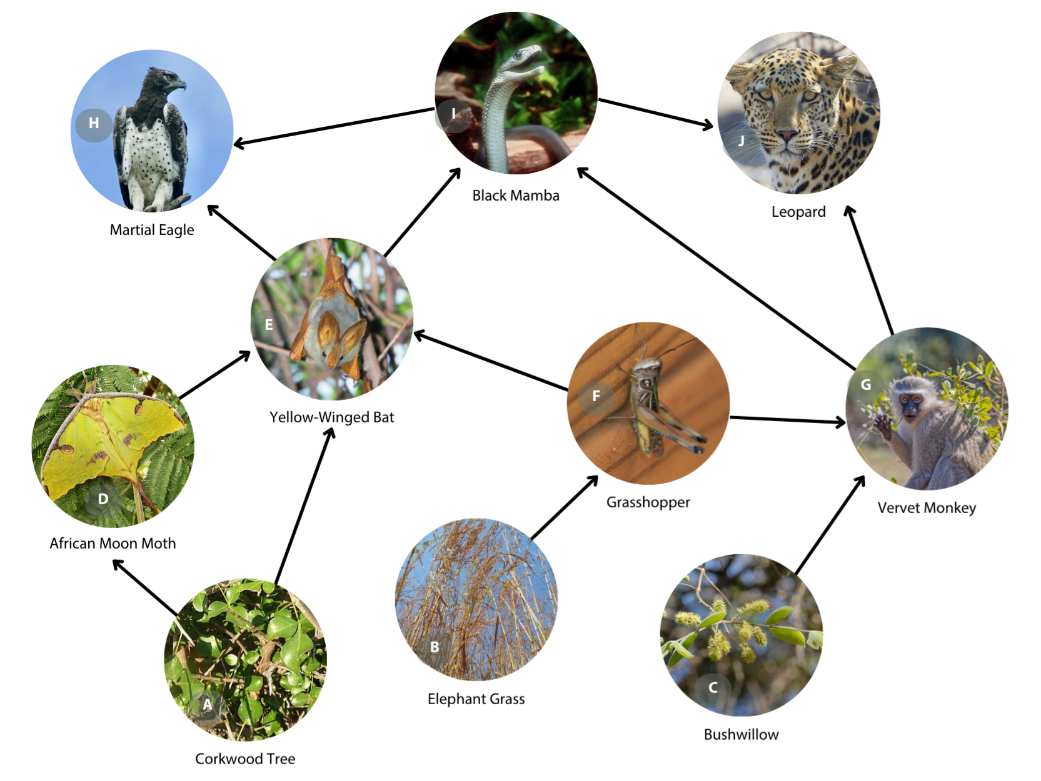 H
Martial Eagle
I
Black Mamba
J
Leopard
E
Yellow-Winged Bat
F
Grasshopper
G
Vervet Monkey
D
African Moon Moth
A
Corkwood Tree
B
Elephant Grass
C
Bushwillow